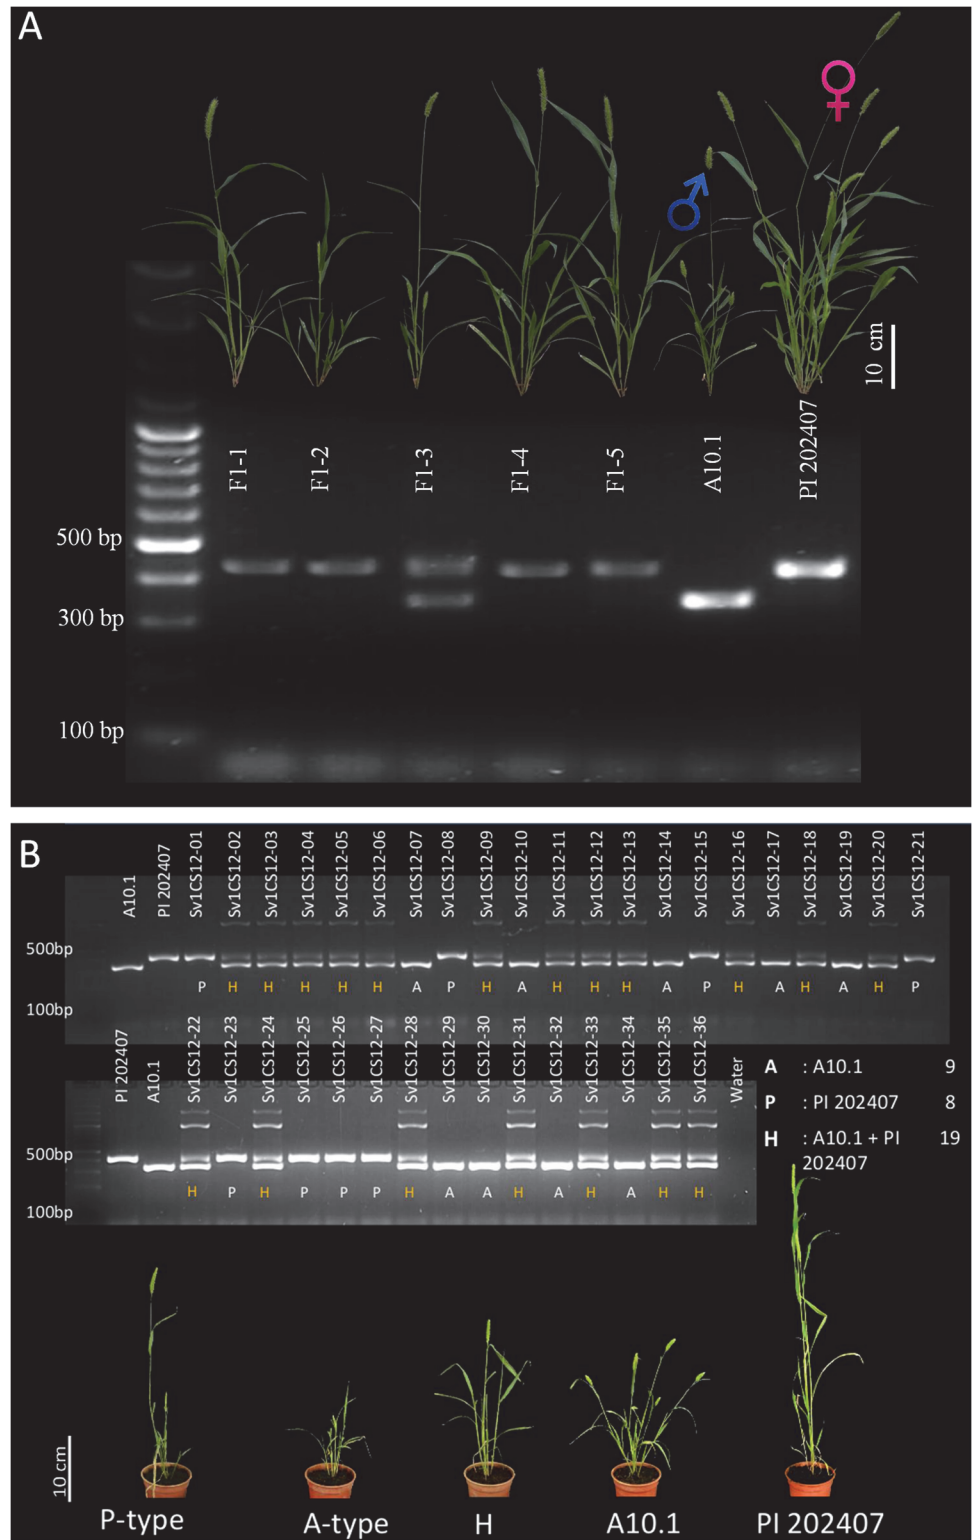 A
10 cm
F1-1
F1-2
F1-3
F1-4
F1-5
A10.1
PI 202407
500 bp
300 bp
100 bp
B
A10.1
PI 202407
Sv1CS12-01
Sv1CS12-02
Sv1CS12-03
Sv1CS12-04
Sv1CS12-05
Sv1CS12-06
Sv1CS12-07
Sv1CS12-08
Sv1CS12-09
Sv1CS12-10
Sv1CS12-11
Sv1CS12-12
Sv1CS12-13
Sv1CS12-14
Sv1CS12-15
Sv1CS12-16
Sv1CS12-17
Sv1CS12-18
Sv1CS12-19
Sv1CS12-20
Sv1CS12-21
500bp
P H H H H H A P H A H H H A P H A H A H P
100bp
PI 202407
A10.1
Sv1CS12-22
Sv1CS12-23
Sv1CS12-24
Sv1CS12-25
Sv1CS12-26
Sv1CS12-27
Sv1CS12-28
Sv1CS12-29
Sv1CS12-30
Sv1CS12-31
Sv1CS12-32
Sv1CS12-33
Sv1CS12-34
Sv1CS12-35
Sv1CS12-36
Water
500bp
H P H P P P H A A H A H A H H
100bp
A : A10.1 9
P : PI 202407 8
H : A10.1 + PI 19
202407
10 cm
P-type
A-type
H
A10.1
PI 202407